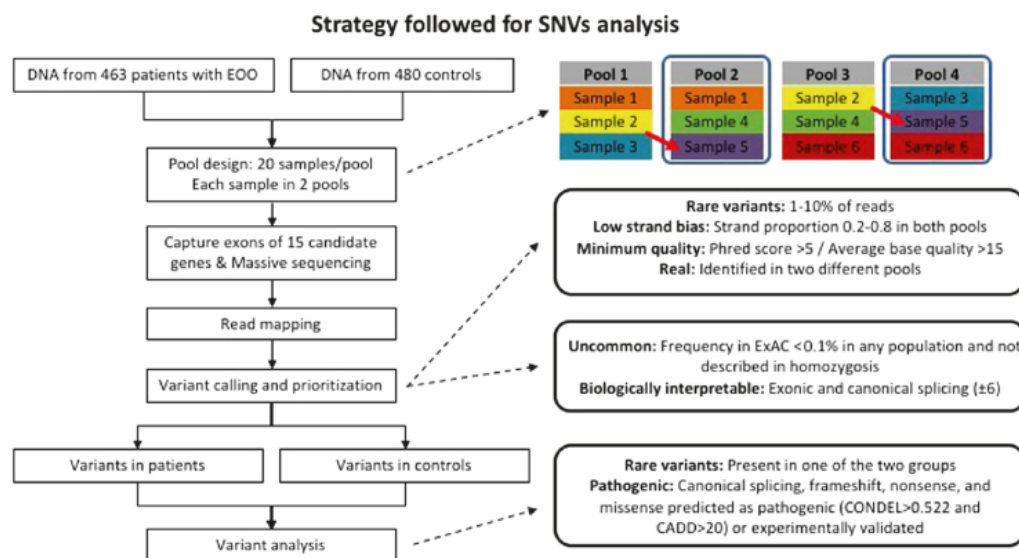 Strategy followed for SNVs analysis
DNA from 463 patients with EOO
DNA from 480 controls
Pool design: 20 samples/pool
Each sample in 2 pools
Capture exons of 15 candidate
genes & Massive sequencing
Read mapping
Variant calling and prioritization
Variants in patients
Variants in controls
Variant analysis
Pool 1
Sample 1
Sample 2
Sample 3
Pool 2
Sample 1
Sample 4
Sample 5
Pool 3
Sample 2
Sample 4
Sample 6
Pool 4
Sample 3
Sample 5
Sample 6
Rare variants: 1-10% of reads
Low strand bias: Strand proportion 0.2-0.8 in both pools
Minimum quality: Phred score >5 / Average base quality >15
Real: Identified in two different pools
Uncommon: Frequency in ExAC <0.1% in any population and not
described in homozygosis
Biologically interpretable: Exonic and canonical splicing (±6)
Rare variants: Present in one of the two groups
Pathogenic: Canonical splicing, frameshift, nonsense, and
missense predicted as pathogenic (CONDEL>0.522 and
CADD>20) or experimentally validated